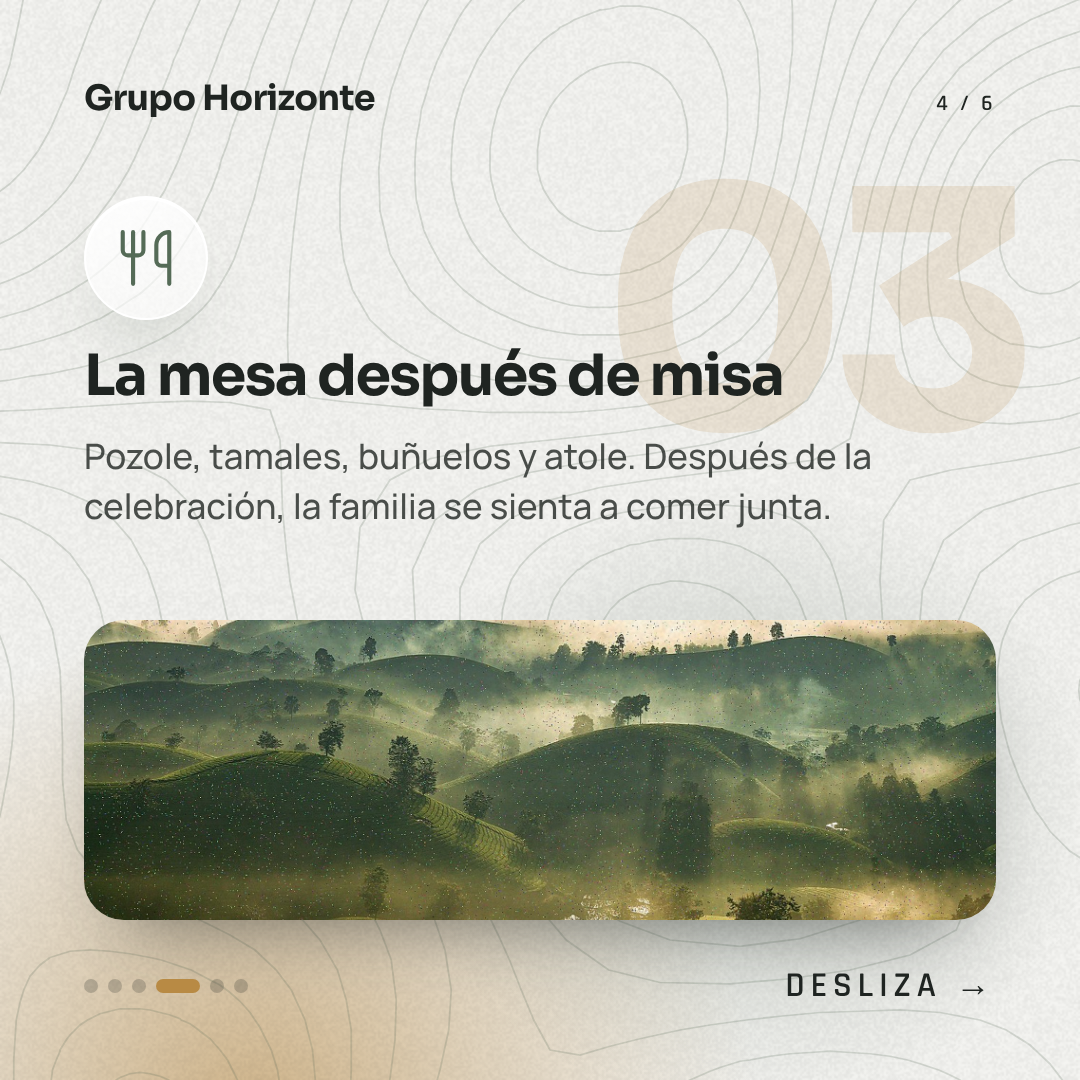 Grupo Horizonte
4 / 6
03
La mesa después de misa
Pozole, tamales, buñuelos y atole. Después de la
celebración, la familia se sienta a comer junta.
DESLIZA →